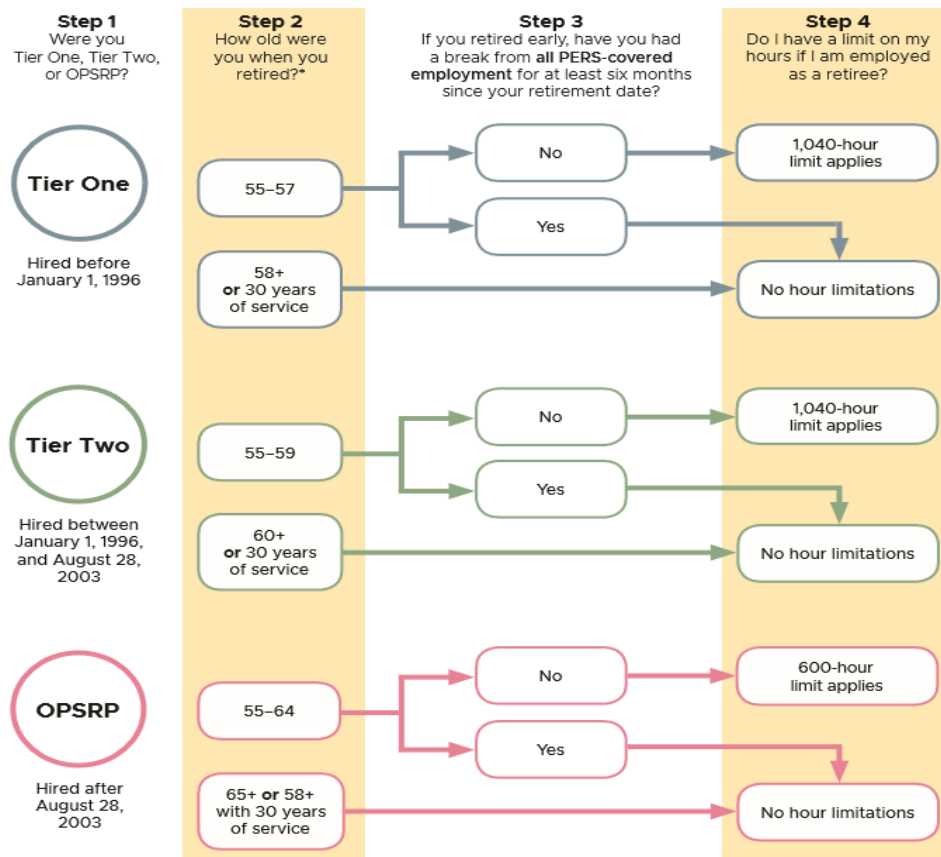 Step 1
Were you
Tier One, Tier Two,
or OPSRP?
Step 2
How old were
you when you
retired?*
Step 3
If you retired early, have you had
a break from all PERS-covered
employment for at least six months
since your retirement date?
Step 4
Do I have a limit on my
hours if I am employed
as a retiree?
Tier One
Hired before
January 1, 1996
55–57
58+
or 30 years
of service
No
Yes
1,040-hour
limit applies
No hour limitations
Tier Two
Hired between
January 1, 1996,
and August 28,
2003
55–59
60+
or 30 years
of service
No
Yes
1,040-hour
limit applies
No hour limitations
OPSRP
Hired after
August 28,
2003
55–64
65+ or 58+
with 30 years
of service
No
Yes
600-hour
limit applies
No hour limitations